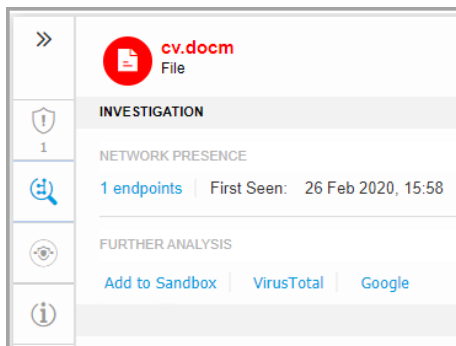 cv.docm
File
INVESTIGATION
1
NETWORK PRESENCE
1 endpoints First Seen: 26 Feb 2020, 15:58
FURTHER ANALYSIS
Add to Sandbox VirusTotal Google